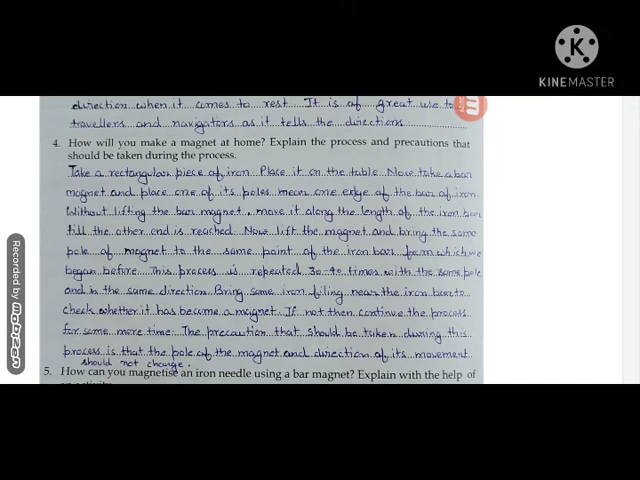 KINEMASTER
direction when it comes to rest. It is of great use to
travellers and navigators as it tells the directions
4. How will you make a magnet at home? Explain the process and precautions that
should be taken during the process.
Take a rectangular piece of iron. Place it on the table. Now take a bar
magnet and place one of its poles near one edge of the bar of iron.
Without lifting the bar magnet, move it along the length of the iron bar
till the other end is reached. Now lift the magnet and bring the same
pole of magnet to the same point of the iron bar from which we
began before. This process is repeated 30-40 times with the same pole
and in the same direction. Bring some iron filing near the iron bar to
check whether it has become a magnet. If not then continue the process
for some more time. The precaution that should be taken during this
process is that the pole of the magnet and direction of its movement
should not change.
5. How can you magnetise an iron needle using a bar magnet? Explain with the help of
an activity.
MOBIZEN